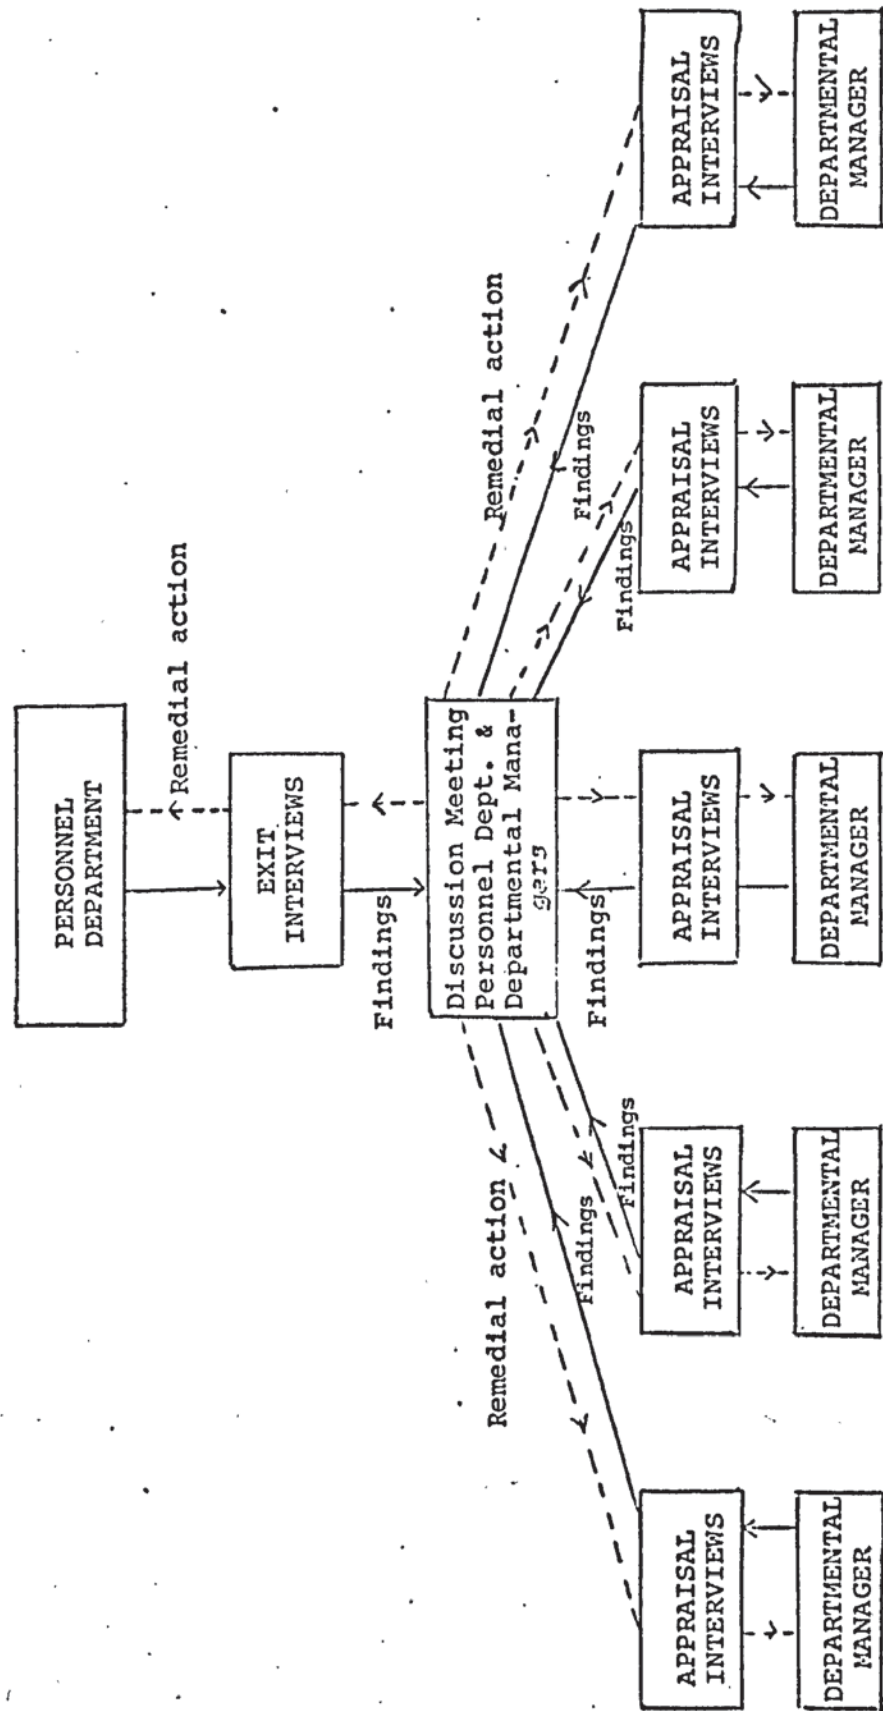 PERSONNEL
DEPARTMENT
Remedial action
EXIT
INTERVIEWS
Findings
Discussion Meeting
Personnel Dept. &
Departmental Mana-
gers
Remedial action
Remedial action
Findings
Findings
Findings
Findings
Findings
APPRAISAL
INTERVIEWS
APPRAISAL
INTERVIEWS
APPRAISAL
INTERVIEWS
APPRAISAL
INTERVIEWS
APPRAISAL
INTERVIEWS
DEPARTMENTAL
MANAGER
DEPARTMENTAL
MANAGER
DEPARTMENTAL
MANAGER
DEPARTMENTAL
MANAGER
DEPARTMENTAL
MANAGER